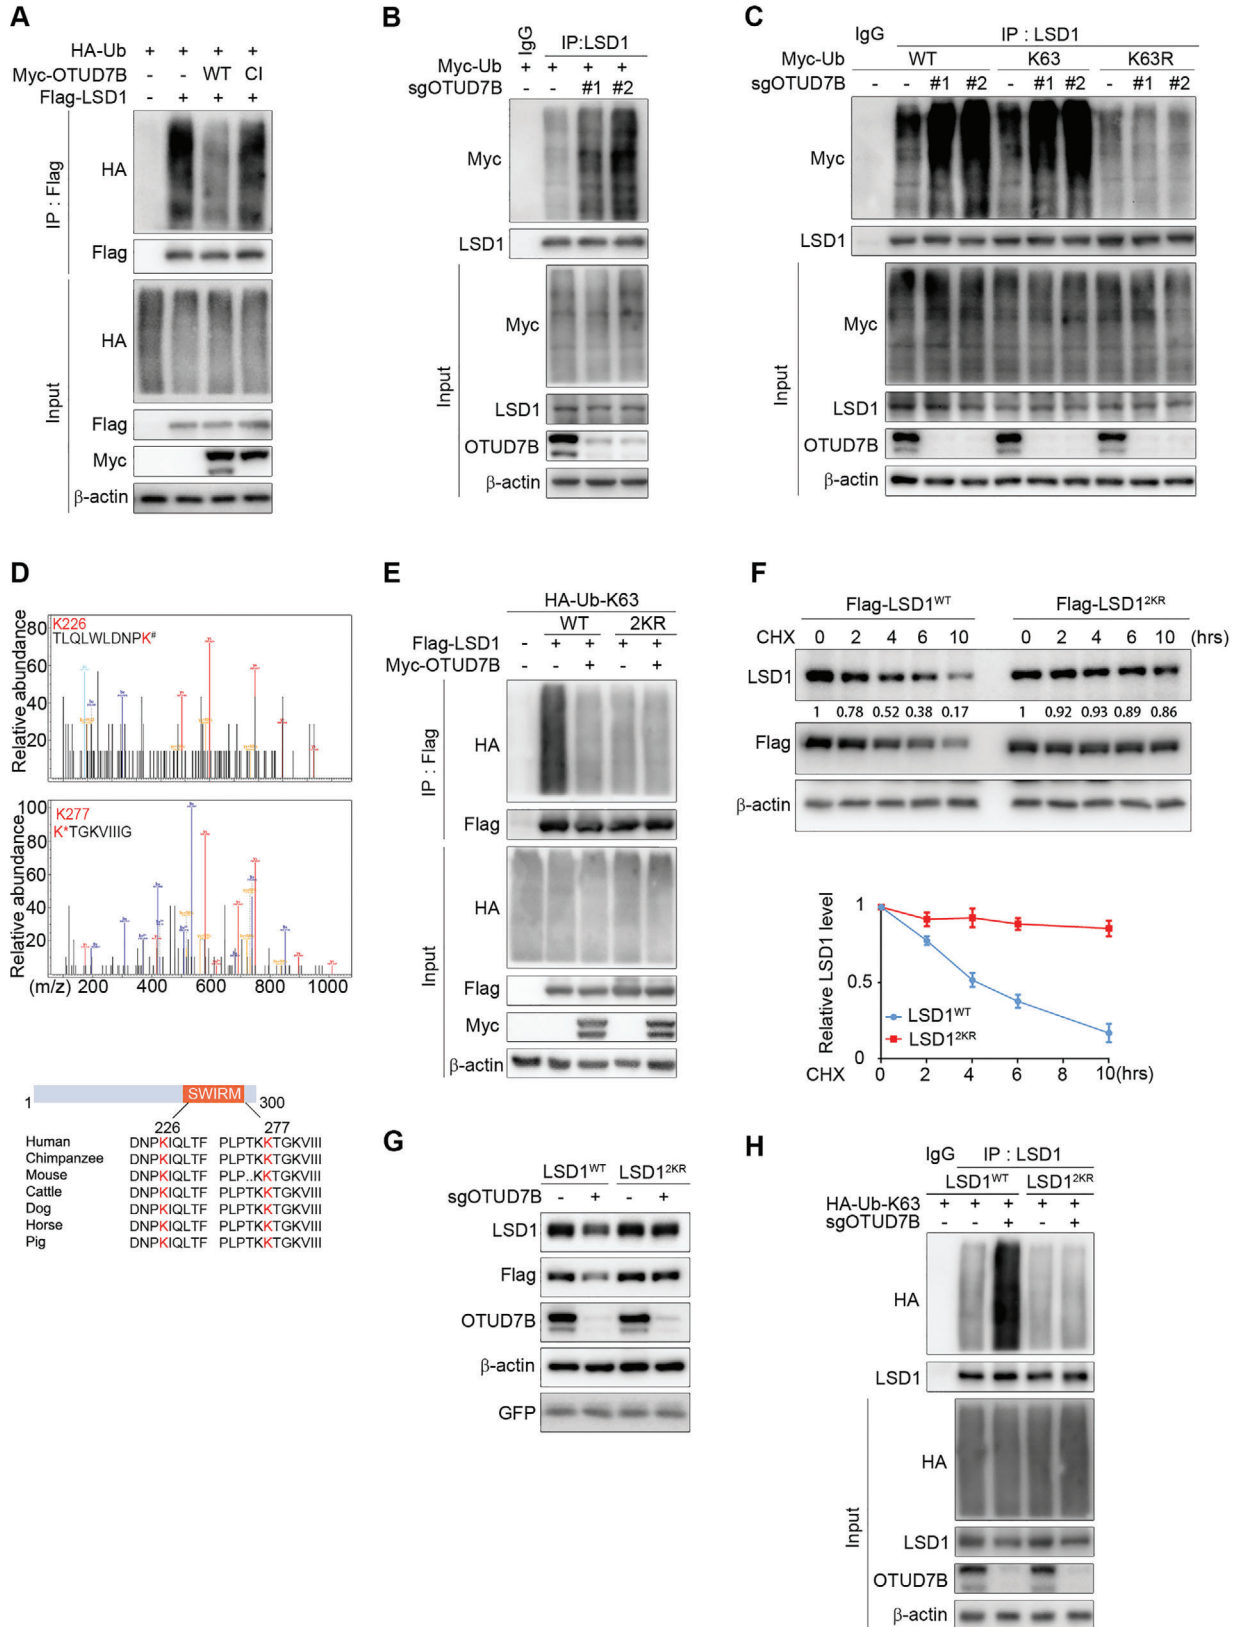 A
HA-Ub + + + +
Myc-OTUD7B - - WT CI
Flag-LSD1 - + + +
IP : Flag
HA
Flag
Input
HA
Flag
Myc
β-actin
B
IgG IP:LSD1
Myc-Ub + + + +
sgOTUD7B - - #1 #2
Myc
LSD1
Input
Myc
LSD1
OTUD7B
β-actin
C
IgG IP : LSD1
Myc-Ub WT K63 K63R
sgOTUD7B - - #1 #2 - #1 #2 - #1 #2
Myc
LSD1
Input
Myc
LSD1
OTUD7B
β-actin
D
Relative abundance
80
60
40
20
K226
TLQLWLDNPK#
Relative abundance
100
80
60
40
20
K277
K*TGKVIIIG
(m/z) 200 400 600 800 1000
1 SWIRM 300
226 277
Human DNPKIQLTF PLPTKKTGKVIII
Chimpanzee DNPKIQLTF PLPTKKTGKVIII
Mouse DNPKIQLTF PLP..KKTGKVIII
Cattle DNPKIQLTF PLPTKKTGKVIII
Dog DNPKIQLTF PLPTKKTGKVIII
Horse DNPKIQLTF PLPTKKTGKVIII
Pig DNPKIQLTF PLPTKKTGKVIII
E
HA-Ub-K63
WT 2KR
Flag-LSD1 - + + + +
Myc-OTUD7B - - + - +
IP : Flag
HA
Flag
Input
HA
Flag
Myc
β-actin
F
Flag-LSD1WT Flag-LSD12KR
CHX 0 2 4 6 10 0 2 4 6 10 (hrs)
LSD1
1 0.78 0.52 0.38 0.17 1 0.92 0.93 0.89 0.86
Flag
β-actin
Relative LSD1 level
1
0.5
0
LSD1WT
LSD12KR
CHX 0 2 4 6 8 10(hrs)
G
LSD1WT LSD12KR
sgOTUD7B - + - +
LSD1
Flag
OTUD7B
β-actin
GFP
H
IgG IP : LSD1
LSD1WT LSD12KR
HA-Ub-K63 + + + + +
sgOTUD7B - - + - +
HA
LSD1
Input
HA
LSD1
OTUD7B
β-actin